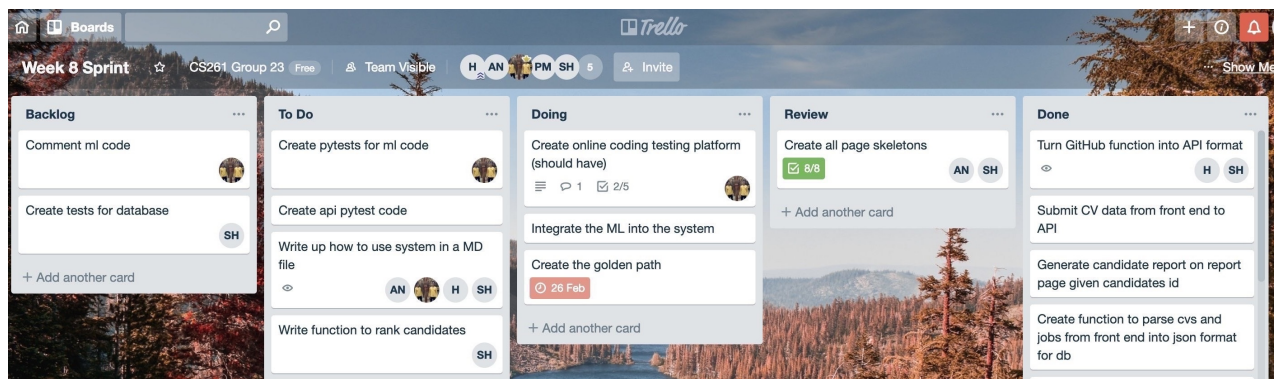 Boards
Trello
Week 8 Sprint
CS261 Group 23 Free
Team Visible
H AN PM SH 5
Invite
... Show Me
Backlog
Comment ml code
Create tests for database
SH
+ Add another card
To Do
Create pytests for ml code
Create api pytest code
Write up how to use system in a MD
file
AN H SH
Write function to rank candidates
SH
Doing
Create online coding testing platform
(should have)
1 2/5
Integrate the ML into the system
Create the golden path
26 Feb
+ Add another card
Review
Create all page skeletons
8/8
AN SH
+ Add another card
Done
Turn GitHub function into API format
H SH
Submit CV data from front end to
API
Generate candidate report on report
page given candidates id
Create function to parse cvs and
jobs from front end into json format
for db